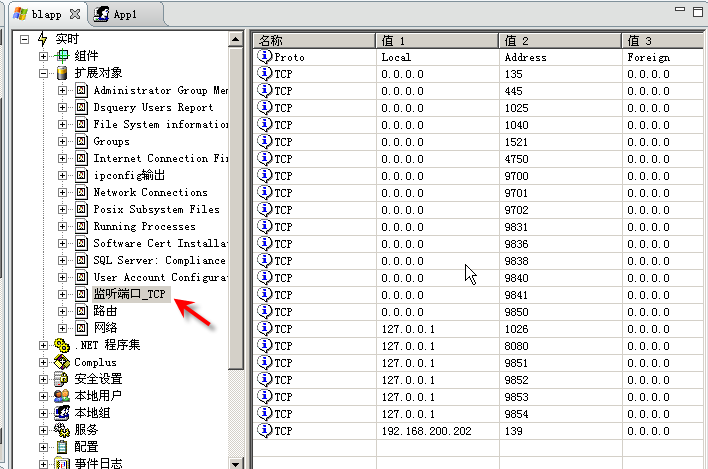 blapp
App1
实时
组件
扩展对象
Administrator Group Mem
Dsquery Users Report
File System information
Groups
Internet Connection Fir
ipconfig输出
Network Connections
Posix Subsystem Files
Running Processes
Software Cert Installa
SQL Server: Compliance
User Account Configura
监听端口_TCP
路由
网络
.NET 程序集
Complus
安全设置
本地用户
本地组
服务
配置
事件日志
名称 值 1 值 2 值 3
Proto Local Address Foreign
TCP 0.0.0.0 135 0.0.0.0
TCP 0.0.0.0 445 0.0.0.0
TCP 0.0.0.0 1025 0.0.0.0
TCP 0.0.0.0 1040 0.0.0.0
TCP 0.0.0.0 1521 0.0.0.0
TCP 0.0.0.0 4750 0.0.0.0
TCP 0.0.0.0 9700 0.0.0.0
TCP 0.0.0.0 9701 0.0.0.0
TCP 0.0.0.0 9702 0.0.0.0
TCP 0.0.0.0 9831 0.0.0.0
TCP 0.0.0.0 9836 0.0.0.0
TCP 0.0.0.0 9838 0.0.0.0
TCP 0.0.0.0 9840 0.0.0.0
TCP 0.0.0.0 9841 0.0.0.0
TCP 0.0.0.0 9850 0.0.0.0
TCP 127.0.0.1 1026 0.0.0.0
TCP 127.0.0.1 8080 0.0.0.0
TCP 127.0.0.1 9851 0.0.0.0
TCP 127.0.0.1 9852 0.0.0.0
TCP 127.0.0.1 9853 0.0.0.0
TCP 127.0.0.1 9854 0.0.0.0
TCP 192.168.200.202 139 0.0.0.0